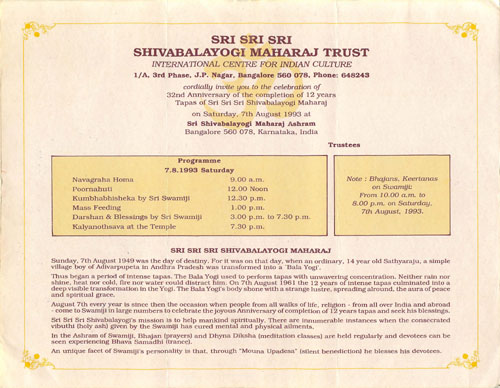 SRI SRI SRI
SHIVABALAYOGI MAHARAJ TRUST
INTERNATIONAL CENTRE FOR INDIAN CULTURE
1/A, 3rd Phase, J.P. Nagar, Bangalore 560 078, Phone: 648243
cordially invite you to the celebration of
32nd Anniversary of the completion of 12 years
Tapas of Sri Sri Sri Shivabalayogi Maharaj
on Saturday, 7th August 1993 at
Sri Shivabalayogi Maharaj Ashram
Bangalore 560 078, Karnataka, India
Trustees
Programme
7.8.1993 Saturday
Navagraha Homa 9.00 a.m.
Poornahuti 12.00 Noon
Kumbhabhisheka by Sri Swamiji 12.30 p.m.
Mass Feeding 1.00 p.m.
Darshan & Blessings by Sri Swamiji 3.00 p.m. to 7.30 p.m.
Kalyanothsava at the Temple 7.30 p.m.
Note : Bhajans, Keertanas
on Swamiji:
From 10.00 a.m. to
8.00 p.m. on Saturday,
7th August, 1993.
SRI SRI SRI SHIVABALAYOGI MAHARAJ
Sunday, 7th August 1949 was the day of destiny. For it was on that day, when an ordinary, 14 year old Sathyaraju, a simple
village boy of Adivarpupeta in Andhra Pradesh was transformed into a 'Bala Yogi'.
Thus began a period of intense tapas. The Bala Yogi used to perform tapas with unwavering concentration. Neither rain nor
shine, heat nor cold, fire nor water could distract him. On 7th August 1961 the 12 years of intense tapas culminated into a
deep visible transformation in the Yogi. The Bala Yogi's body shone with a strange lustre, spreading around, the aura of peace
and spiritual grace.
August 7th every year is since then the occasion when people from all walks of life, religion - from all over India and abroad
- come to Swamiji in large numbers to celebrate the joyous Anniversary of completion of 12 years tapas and seek his blessings.
Sri Sri Sri Shivabalayogi's mission is to help mankind spiritually. There are innumerable instances when the consecrated
vibuthi (holy ash) given by the Swamiji has cured mental and physical ailments.
In the Ashram of Swamiji, Bhajan (prayers) and Dhyna Diksha (meditation classes) are held regularly and devotees can be
seen experiencing Bhava Samadhi (trance).
An unique facet of Swamiji's personality is that, through "Mouna Upadesa" (silent benediction) he blesses his devotees.